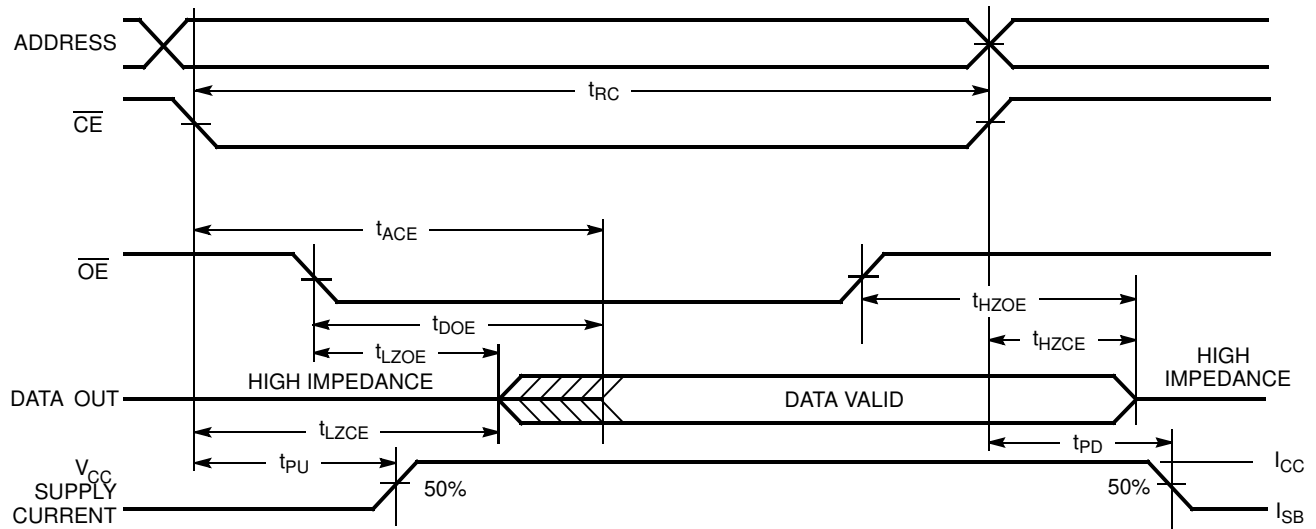 ADDRESS
tRC
CE
tACE
OE
tHZOE
tDOE
tLZOE
tHZCE
HIGH IMPEDANCE
HIGH
IMPEDANCE
DATA OUT
DATA VALID
tLZCE
tPU
tPD
VCC
SUPPLY
CURRENT
50%
50%
ICC
ISB